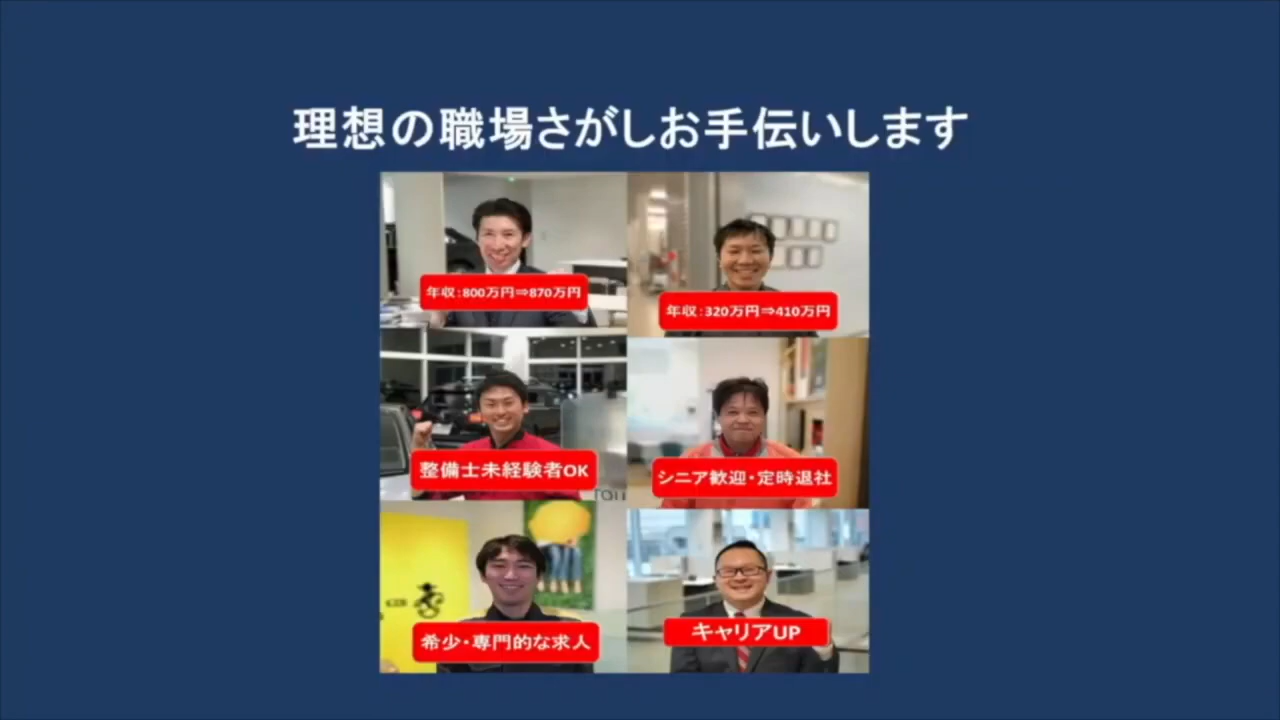 理想の職場さがしお手伝いします
年収:800万円⇒870万円
年収:320万円⇒410万円
整備士未経験者OK
シニア歓迎・定時退社
希少・専門的な求人
キャリアUP